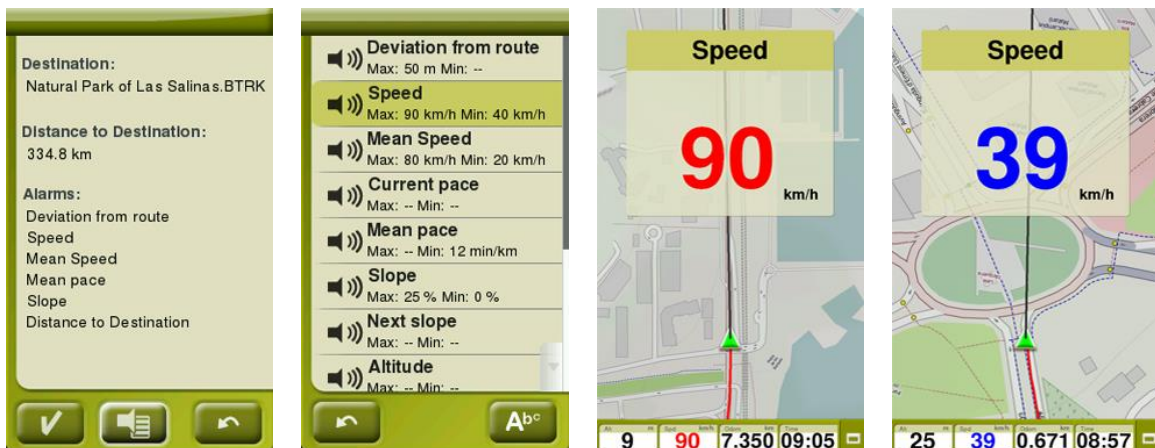 Destination:
Natural Park of Las Salinas.BTRK
Distance to Destination:
334.8 km
Alarms:
Deviation from route
Speed
Mean Speed
Mean pace
Slope
Distance to Destination
Deviation from route
Max: 50 m Min: --
Speed
Max: 90 km/h Min: 40 km/h
Mean Speed
Max: 80 km/h Min: 20 km/h
Current pace
Max: -- Min: --
Mean pace
Max: -- Min: 12 min/km
Slope
Max: 25 % Min: 0 %
Next slope
Max: -- Min: --
Altitude
Max: -- Min: --
Abc
Speed
90
km/h
9 90 7.350 09:05
Speed
39
km/h
25 39 0.671 08:57